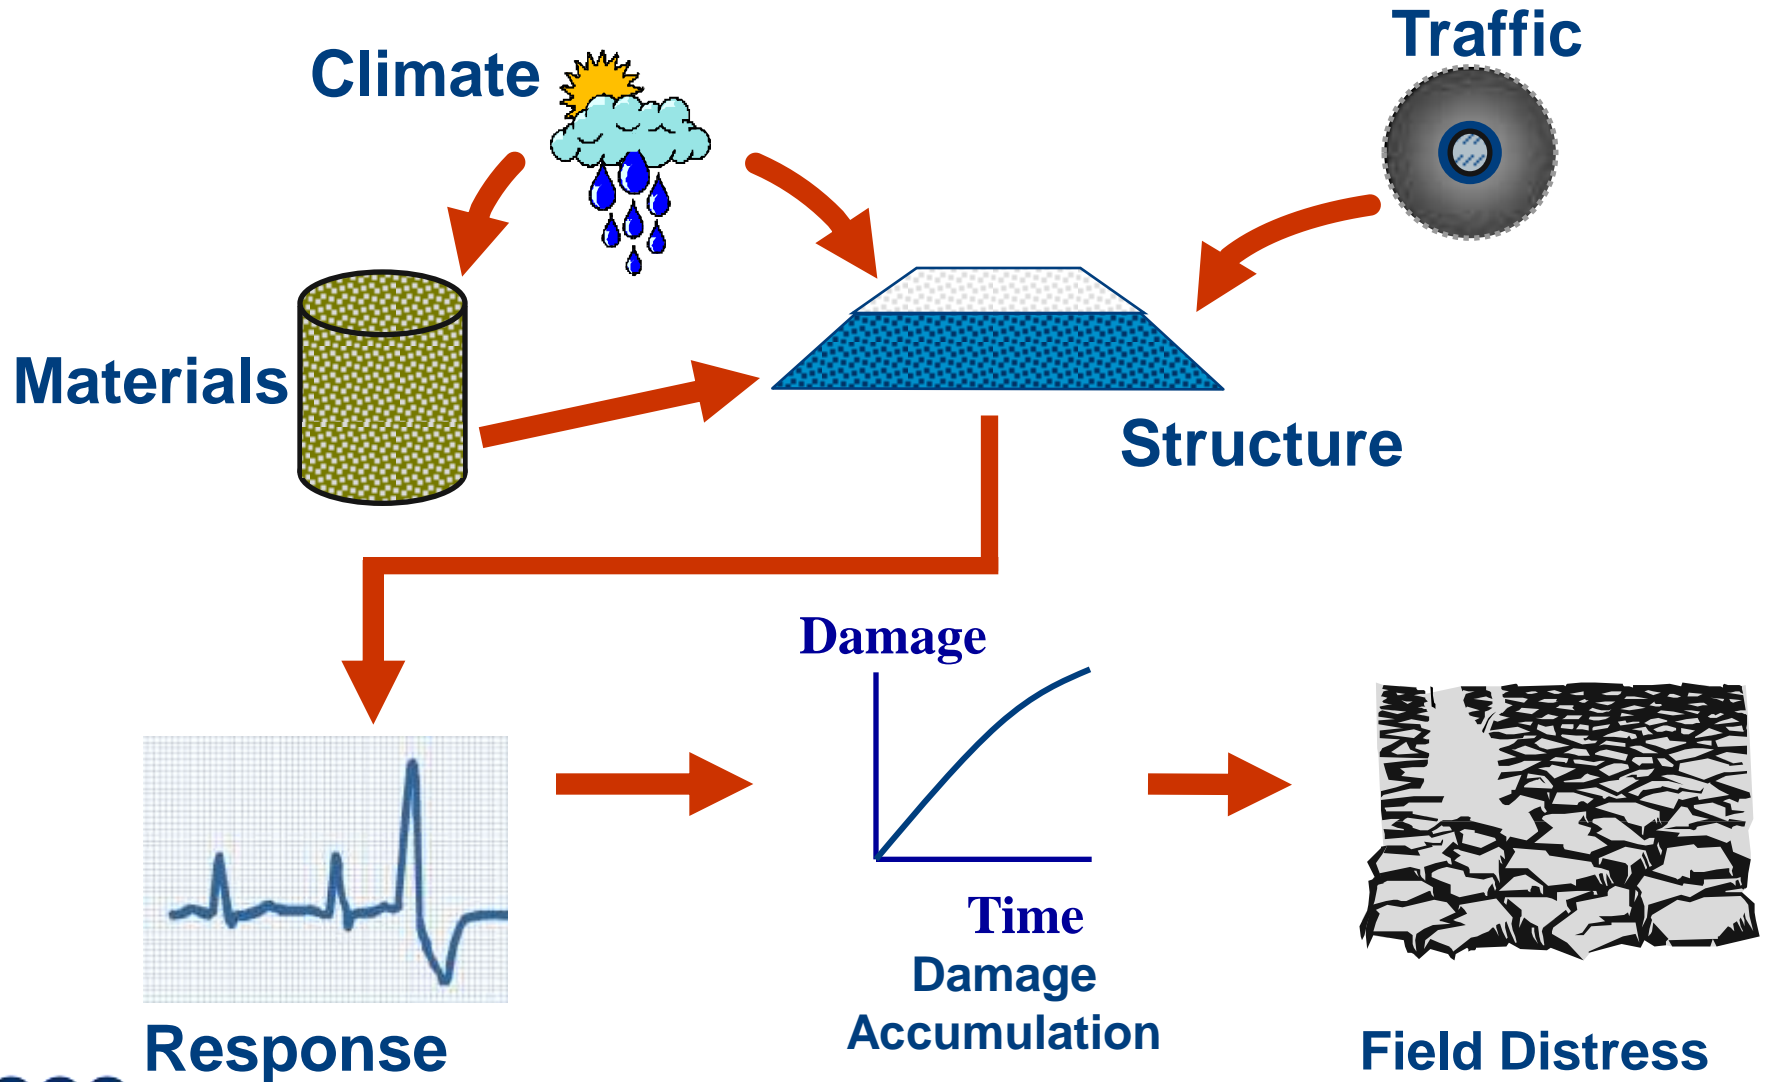 Traffic
Climate
Materials
Structure
Damage
Time
Damage
Accumulation
Response
Field Distress